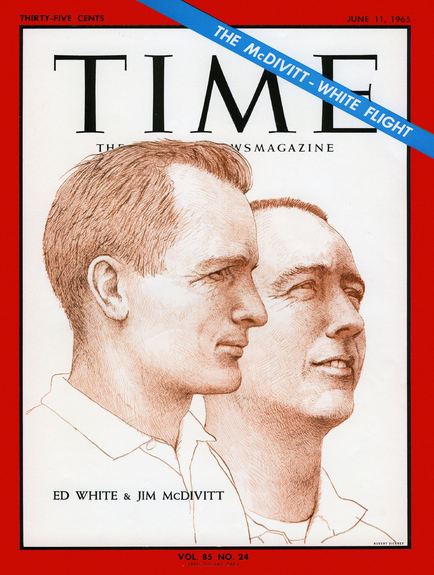 THIRTY-FIVE CENTS
JUNE 11, 1965
THE McDIVITT-WHITE FLIGHT
TIME
TH WSMAGAZINE
ED WHITE & JIM McDIVITT
VOL. 85 NO. 24